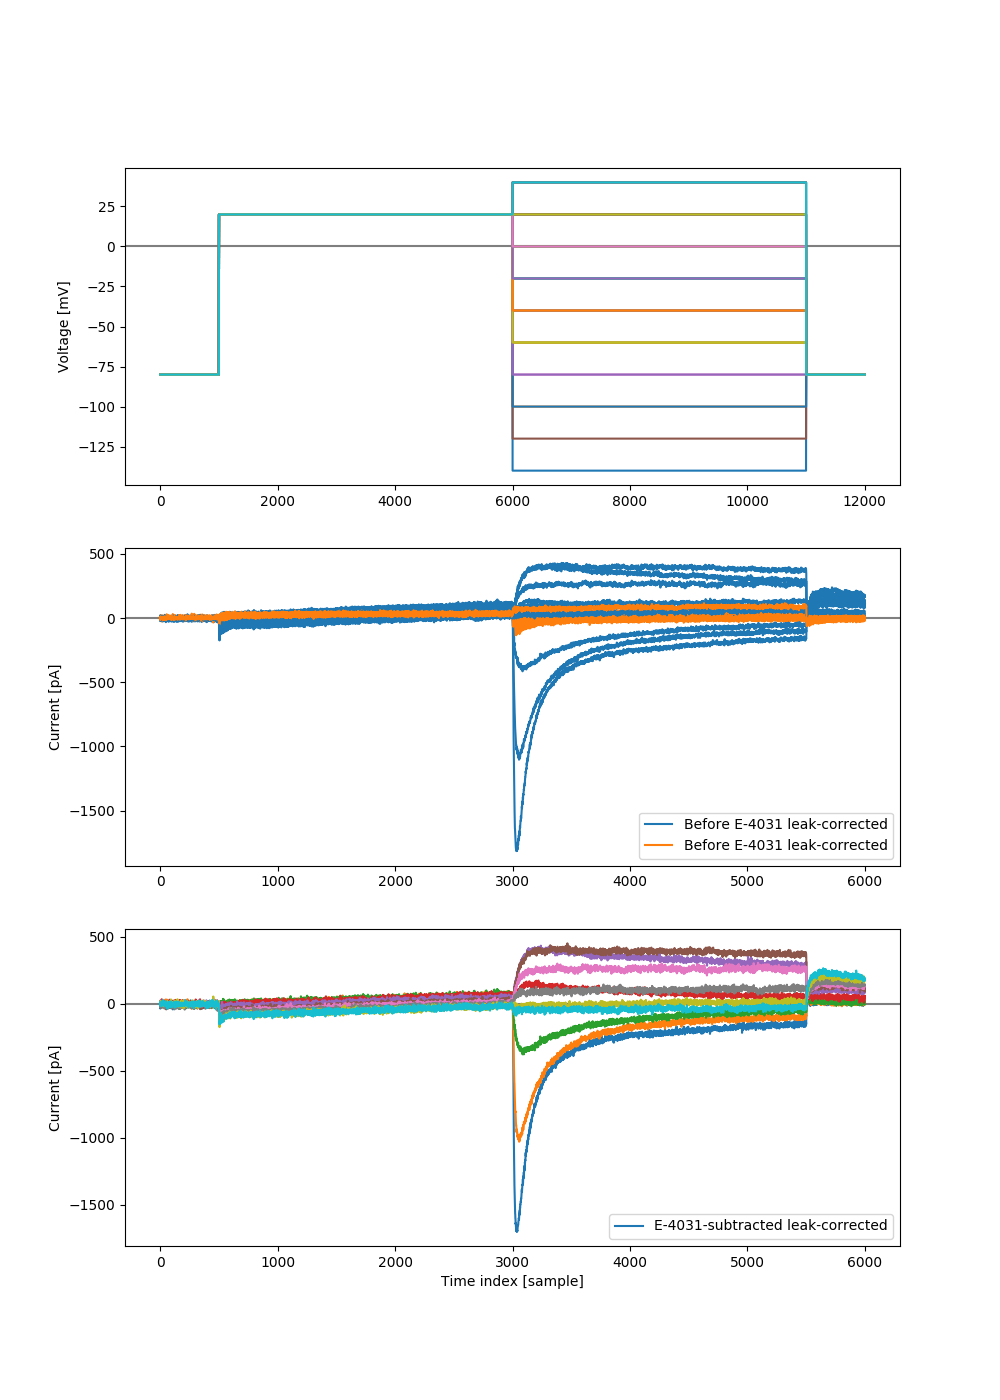 25
0
−25
−50
−75
−100
−125
Voltage [mV]
0 2000 4000 6000 8000 10000 12000
500
0
−500
−1000
−1500
Current [pA]
Before E-4031 leak-corrected
Before E-4031 leak-corrected
0 1000 2000 3000 4000 5000 6000
500
0
−500
−1000
−1500
Current [pA]
E-4031-subtracted leak-corrected
0 1000 2000 3000 4000 5000 6000
Time index [sample]